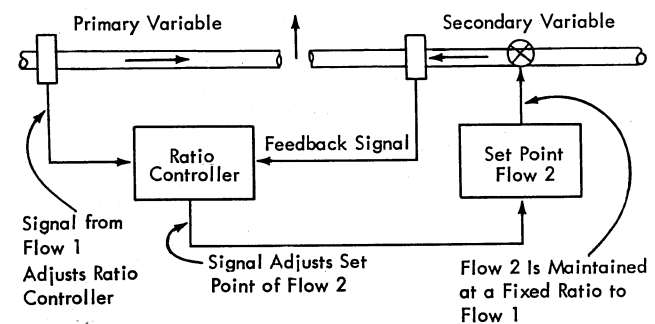 Primary Variable
Secondary Variable
Feedback Signal
Ratio
Controller
Set Point
Flow 2
Signal from
Flow 1
Adjusts Ratio
Controller
Signal Adjusts Set
Point of Flow 2
Flow 2 Is Maintained
at a Fixed Ratio to
Flow 1